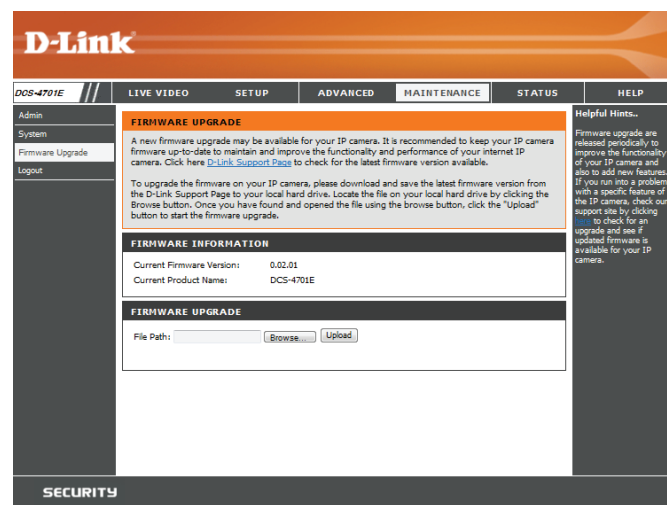 D-Link
DCS-4701E
LIVE VIDEO SETUP ADVANCED MAINTENANCE STATUS HELP
Admin
System
Firmware Upgrade
Logout
FIRMWARE UPGRADE
A new firmware upgrade may be available for your IP camera. It is recommended to keep your IP camera
firmware up-to-date to maintain and improve the functionality and performance of your internet IP
camera. Click here D-Link Support Page to check for the latest firmware version available.
To upgrade the firmware on your IP camera, please download and save the latest firmware version from
the D-Link Support Page to your local hard drive. Locate the file on your local hard drive by clicking the
Browse button. Once you have found and opened the file using the browse button, click the "Upload"
button to start the firmware upgrade.
FIRMWARE INFORMATION
Current Firmware Version: 0.02.01
Current Product Name: DCS-4701E
FIRMWARE UPGRADE
File Path: Browse... Upload
Helpful Hints..
Firmware upgrade are
released periodically to
improve the functionality
of your IP camera and
also to add new features.
If you run into a problem
with a specific feature of
the IP camera, check our
support site by clicking
here to check for an
upgrade and see if
updated firmware is
available for your IP
camera.
SECURITY